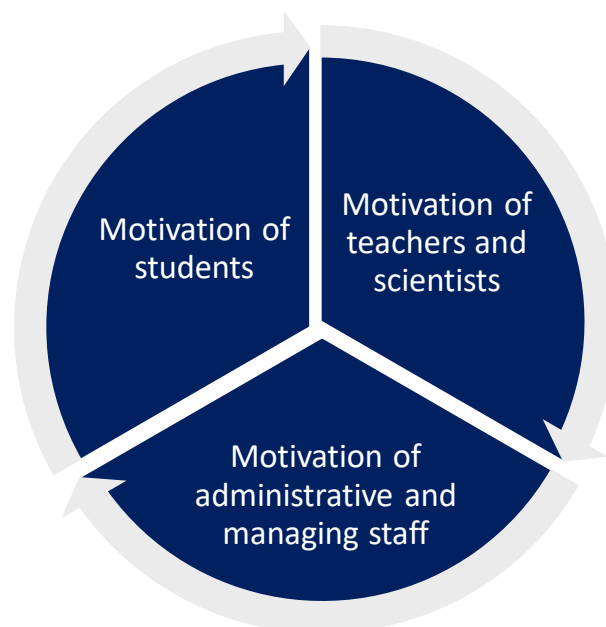 Motivation of
students
Motivation of
teachers and
scientists
Motivation of
administrative and
managing staff